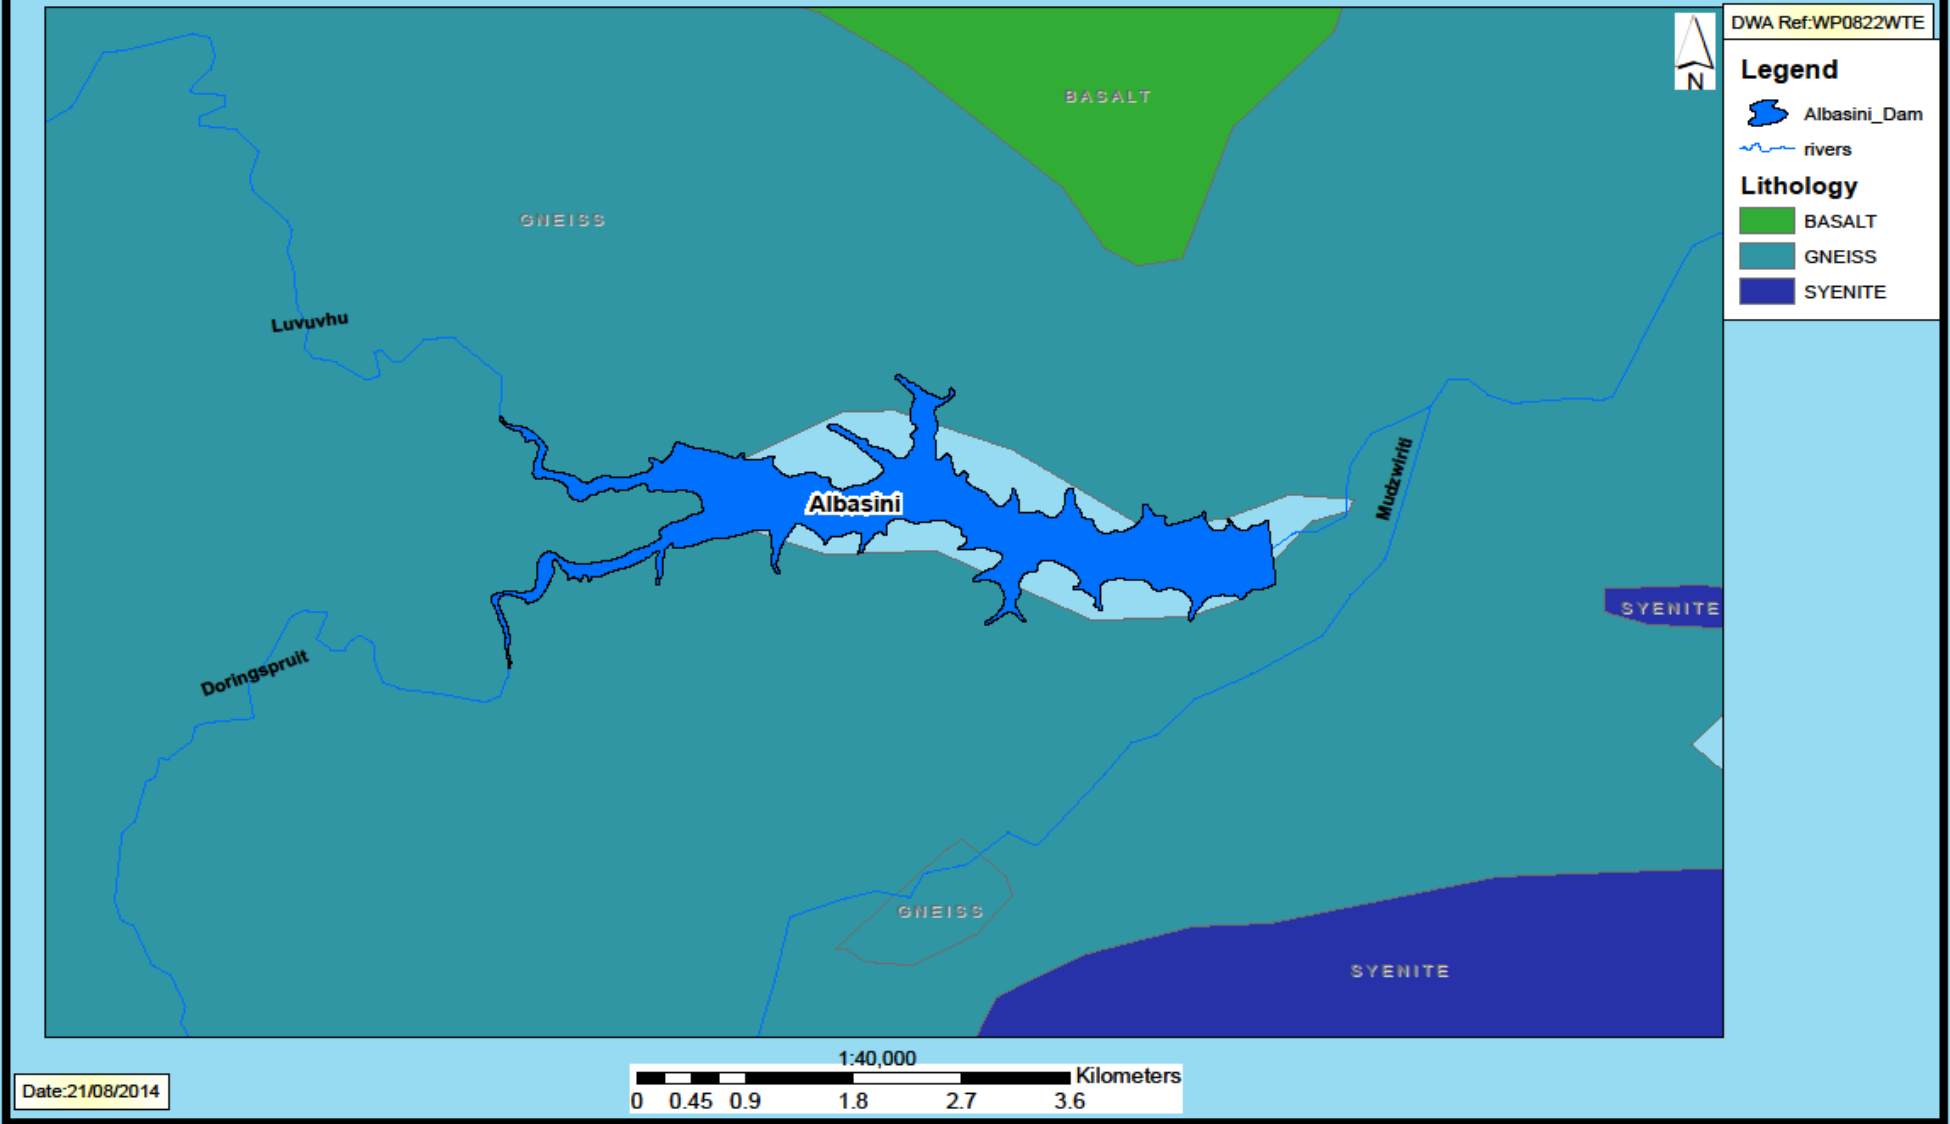 DWA Ref:WP0822WTE
N
Legend
Albasini_Dam
rivers
Lithology
BASALT
GNEISS
SYENITE
BASALT
GNEISS
Luvuvhu
Mudzwiriti
Albasini
SYENITE
Doringspruit
GNEISS
SYENITE
1:40,000
Kilometers
0 0.45 0.9 1.8 2.7 3.6
Date:21/08/2014